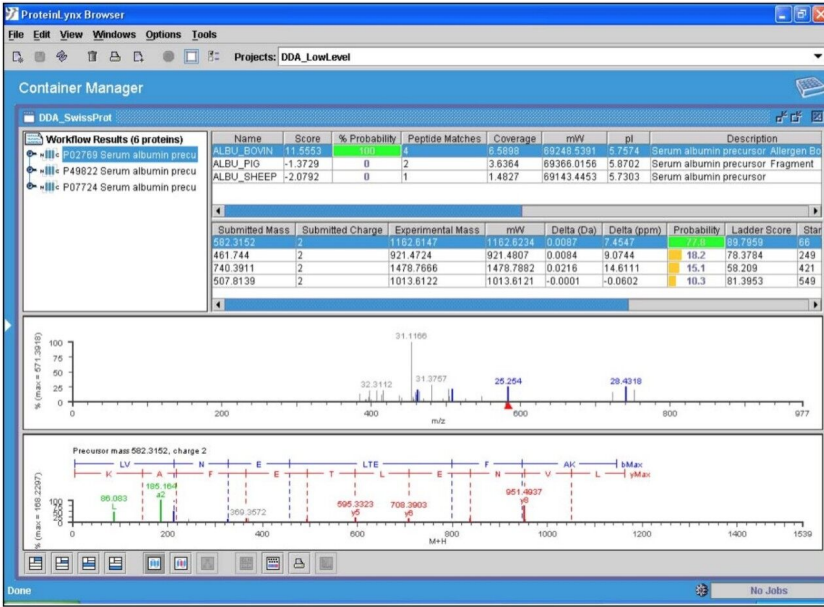 ProteinLynx Browser
File Edit View Windows Options Tools
Projects: DDA_LowLevel
Container Manager
DDA_SwissProt
Workflow Results (6 proteins)
P02769 Serum albumin precu
P49822 Serum albumin precu
P07724 Serum albumin precu
Name Score % Probability Peptide Matches Coverage mW pI Description
ALBU_BOVIN 11.5553 100 4 6.5898 69248.5391 5.7574 Serum albumin precursor Allergen Bo
ALBU_PIG -1.3729 0 2 3.6364 69366.0156 5.8702 Serum albumin precursor Fragment
ALBU_SHEEP -2.0792 0 1 1.4827 69143.4453 5.7303 Serum albumin precursor
Submitted Mass Submitted Charge Experimental Mass mW Delta (Da) Delta (ppm) Probability Ladder Score Star
582.3152 2 1162.6147 1162.6234 0.0087 7.4547 77.8 89.7959 66
461.744 2 921.4724 921.4807 0.0084 9.0744 18.2 78.3784 249
740.3911 2 1478.7666 1478.7882 0.0216 14.6111 15.1 58.209 421
507.8139 2 1013.6122 1013.6121 -0.0001 -0.0602 10.3 81.3953 549
% (max = 571.3918)
100
75
50
25
0
31.1166
32.3112
31.3767
25.254
28.4318
0 200 400 600 800 977
m/z
Precursor mass 582.3152, charge 2
LV N E LTE F AK bMax
K A F E T L E N V L yMax
% (max = 168.2297)
100
0
86.083
L
185.164
a2
369.3572
595.3323
y5
708.3903
y6
951.4937
y8
0 200 400 600 800 1000 1200 1400 1539
M+H
Done
No Jobs